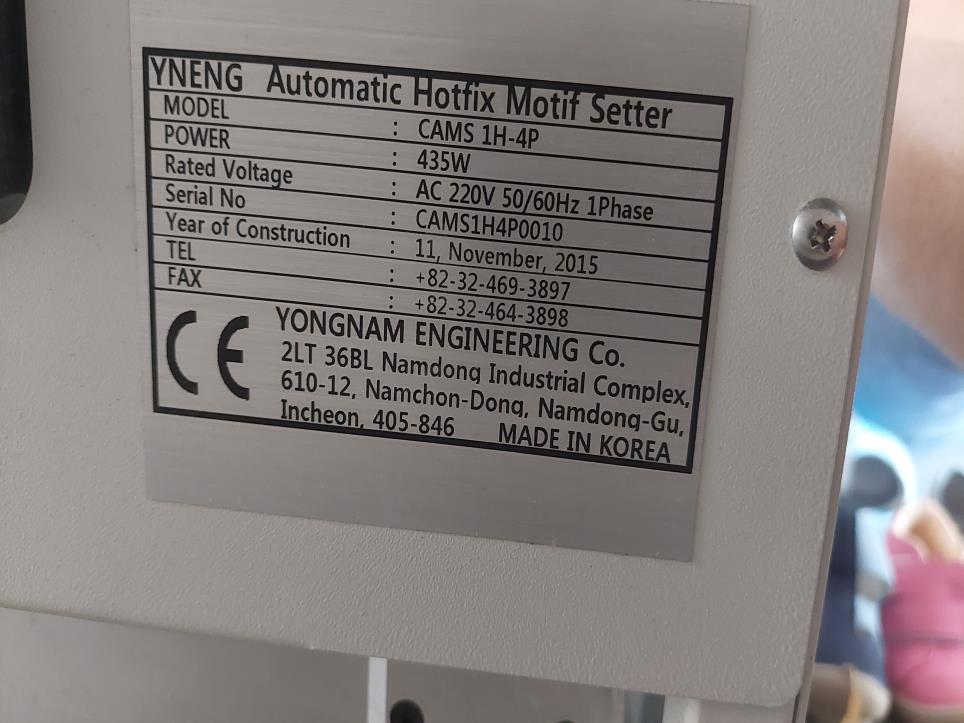 YNENG Automatic Hotfix Motif Setter
MODEL : CAMS 1H-4P
POWER : 435W
Rated Voltage : AC 220V 50/60Hz 1Phase
Serial No : CAMS1H4P0010
Year of Construction : 11, November, 2015
TEL : +82-32-469-3897
FAX : +82-32-464-3898
CE YONGNAM ENGINEERING Co.
2LT 36BL Namdong Industrial Complex,
610-12, Namchon-Dong, Namdong-Gu,
Incheon, 405-846 MADE IN KOREA